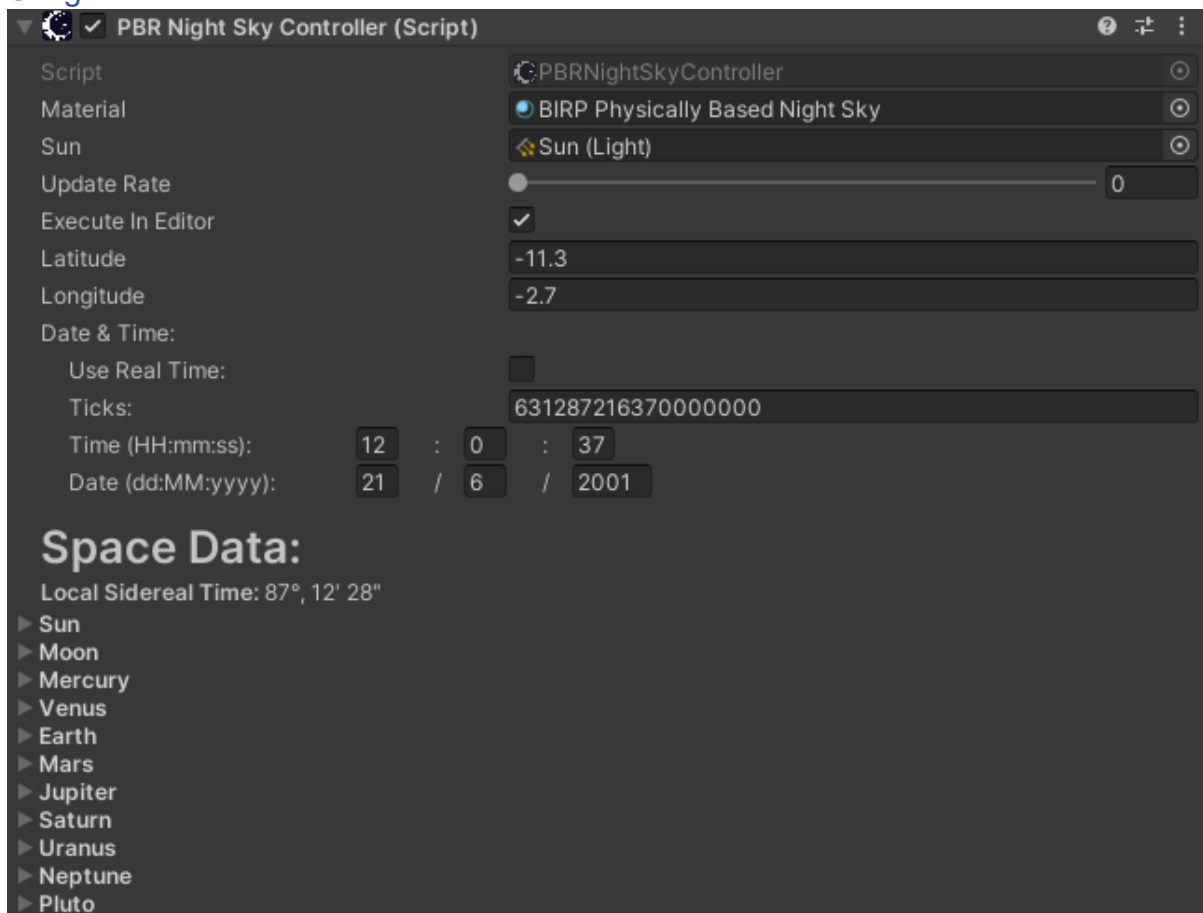 PBR Night Sky Controller (Script)
Script PBRNightSkyController
Material BIRP Physically Based Night Sky
Sun Sun (Light)
Update Rate 0
Execute In Editor
Latitude -11.3
Longitude -2.7
Date & Time:
Use Real Time:
Ticks: 631287216370000000
Time (HH:mm:ss): 12 : 0 : 37
Date (dd:MM:yyyy): 21 / 6 / 2001
Space Data:
Local Sidereal Time: 87°, 12' 28"
Sun
Moon
Mercury
Venus
Earth
Mars
Jupiter
Saturn
Uranus
Neptune
Pluto